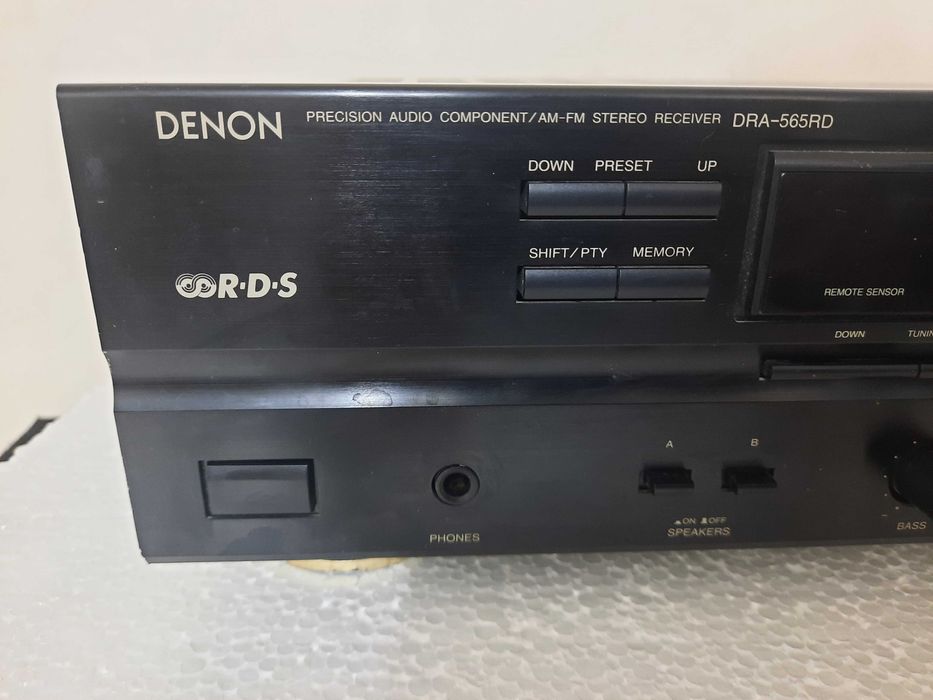 DENON PRECISION AUDIO COMPONENT/AM-FM STEREO RECEIVER DRA-565RD
DOWN PRESET UP
SHIFT/PTY MEMORY
R·D·S
REMOTE SENSOR
DOWN TUNIN
A B
ON OFF
SPEAKERS
PHONES
BASS